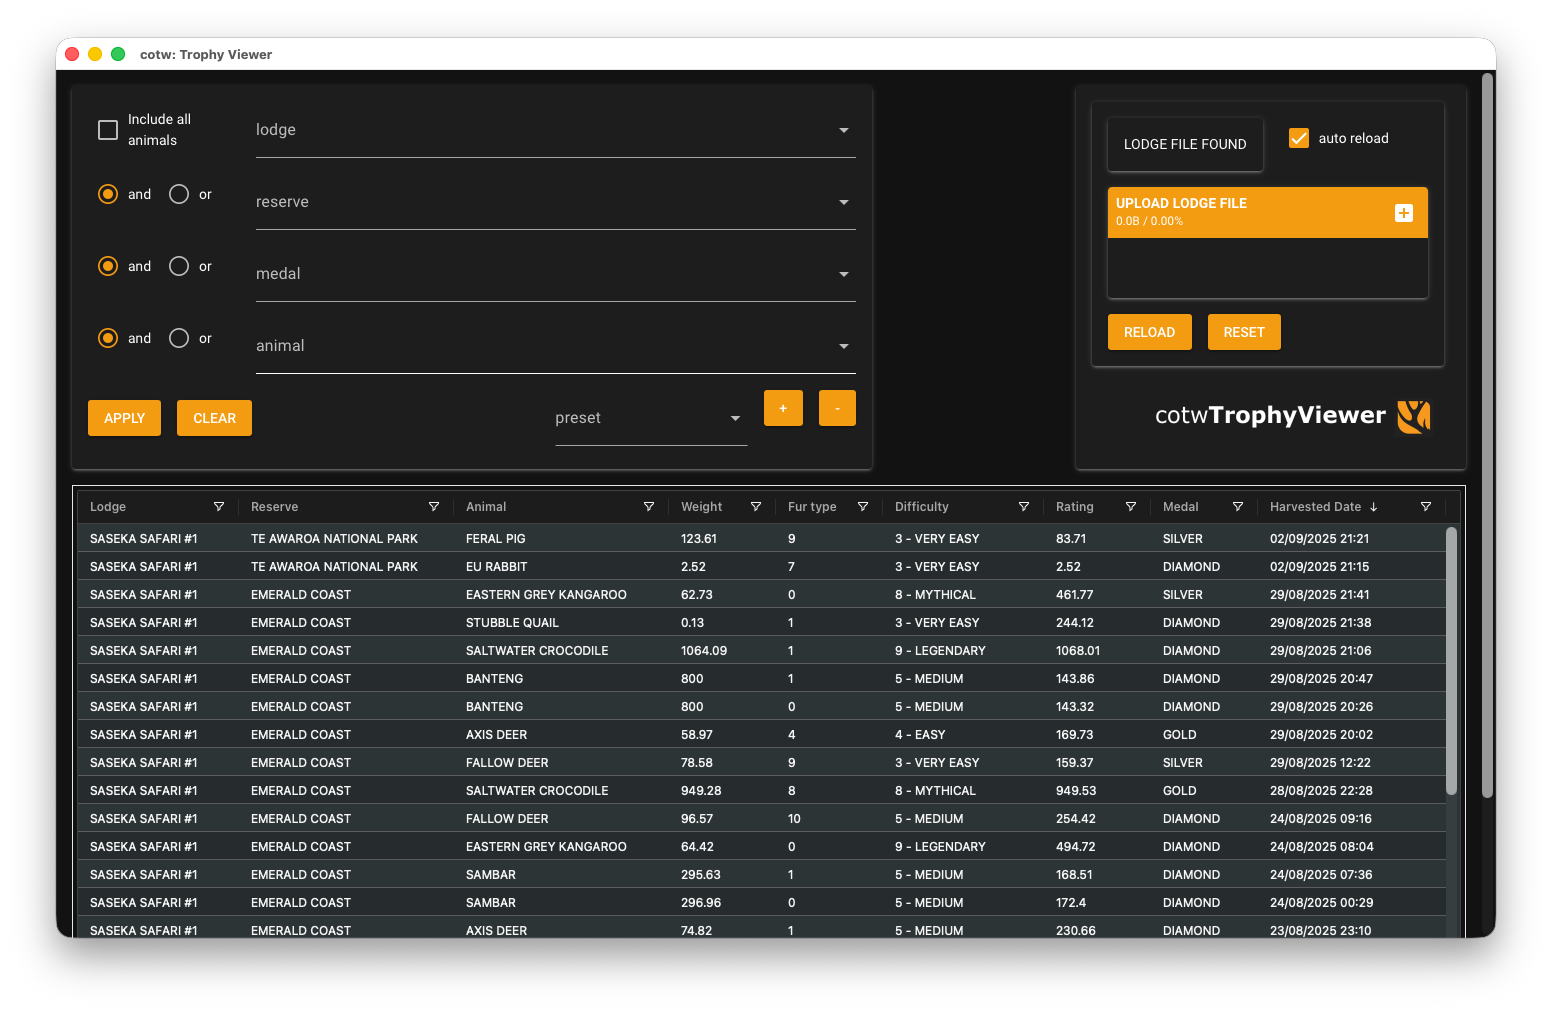 cotw: Trophy Viewer
Include all
animals
lodge
and or
reserve
and or
medal
and or
animal
APPLY CLEAR preset + -
LODGE FILE FOUND auto reload
UPLOAD LODGE FILE
0.0B / 0.00%
RELOAD RESET
cotwTrophyViewer
Lodge Reserve Animal Weight Fur type Difficulty Rating Medal Harvested Date
SASEKA SAFARI #1 TE AWAROA NATIONAL PARK FERAL PIG 123.61 9 3 - VERY EASY 83.71 SILVER 02/09/2025 21:21
SASEKA SAFARI #1 TE AWAROA NATIONAL PARK EU RABBIT 2.52 7 3 - VERY EASY 2.52 DIAMOND 02/09/2025 21:15
SASEKA SAFARI #1 EMERALD COAST EASTERN GREY KANGAROO 62.73 0 8 - MYTHICAL 461.77 SILVER 29/08/2025 21:41
SASEKA SAFARI #1 EMERALD COAST STUBBLE QUAIL 0.13 1 3 - VERY EASY 244.12 DIAMOND 29/08/2025 21:38
SASEKA SAFARI #1 EMERALD COAST SALTWATER CROCODILE 1064.09 1 9 - LEGENDARY 1068.01 DIAMOND 29/08/2025 21:06
SASEKA SAFARI #1 EMERALD COAST BANTENG 800 1 5 - MEDIUM 143.86 DIAMOND 29/08/2025 20:47
SASEKA SAFARI #1 EMERALD COAST BANTENG 800 0 5 - MEDIUM 143.32 DIAMOND 29/08/2025 20:26
SASEKA SAFARI #1 EMERALD COAST AXIS DEER 58.97 4 4 - EASY 169.73 GOLD 29/08/2025 20:02
SASEKA SAFARI #1 EMERALD COAST FALLOW DEER 78.58 9 3 - VERY EASY 159.37 SILVER 29/08/2025 12:22
SASEKA SAFARI #1 EMERALD COAST SALTWATER CROCODILE 949.28 8 8 - MYTHICAL 949.53 GOLD 28/08/2025 22:28
SASEKA SAFARI #1 EMERALD COAST FALLOW DEER 96.57 10 5 - MEDIUM 254.42 DIAMOND 24/08/2025 09:16
SASEKA SAFARI #1 EMERALD COAST EASTERN GREY KANGAROO 64.42 0 9 - LEGENDARY 494.72 DIAMOND 24/08/2025 08:04
SASEKA SAFARI #1 EMERALD COAST SAMBAR 295.63 1 5 - MEDIUM 168.51 DIAMOND 24/08/2025 07:36
SASEKA SAFARI #1 EMERALD COAST SAMBAR 296.96 0 5 - MEDIUM 172.4 DIAMOND 24/08/2025 00:29
SASEKA SAFARI #1 EMERALD COAST AXIS DEER 74.82 1 5 - MEDIUM 230.66 DIAMOND 23/08/2025 23:10